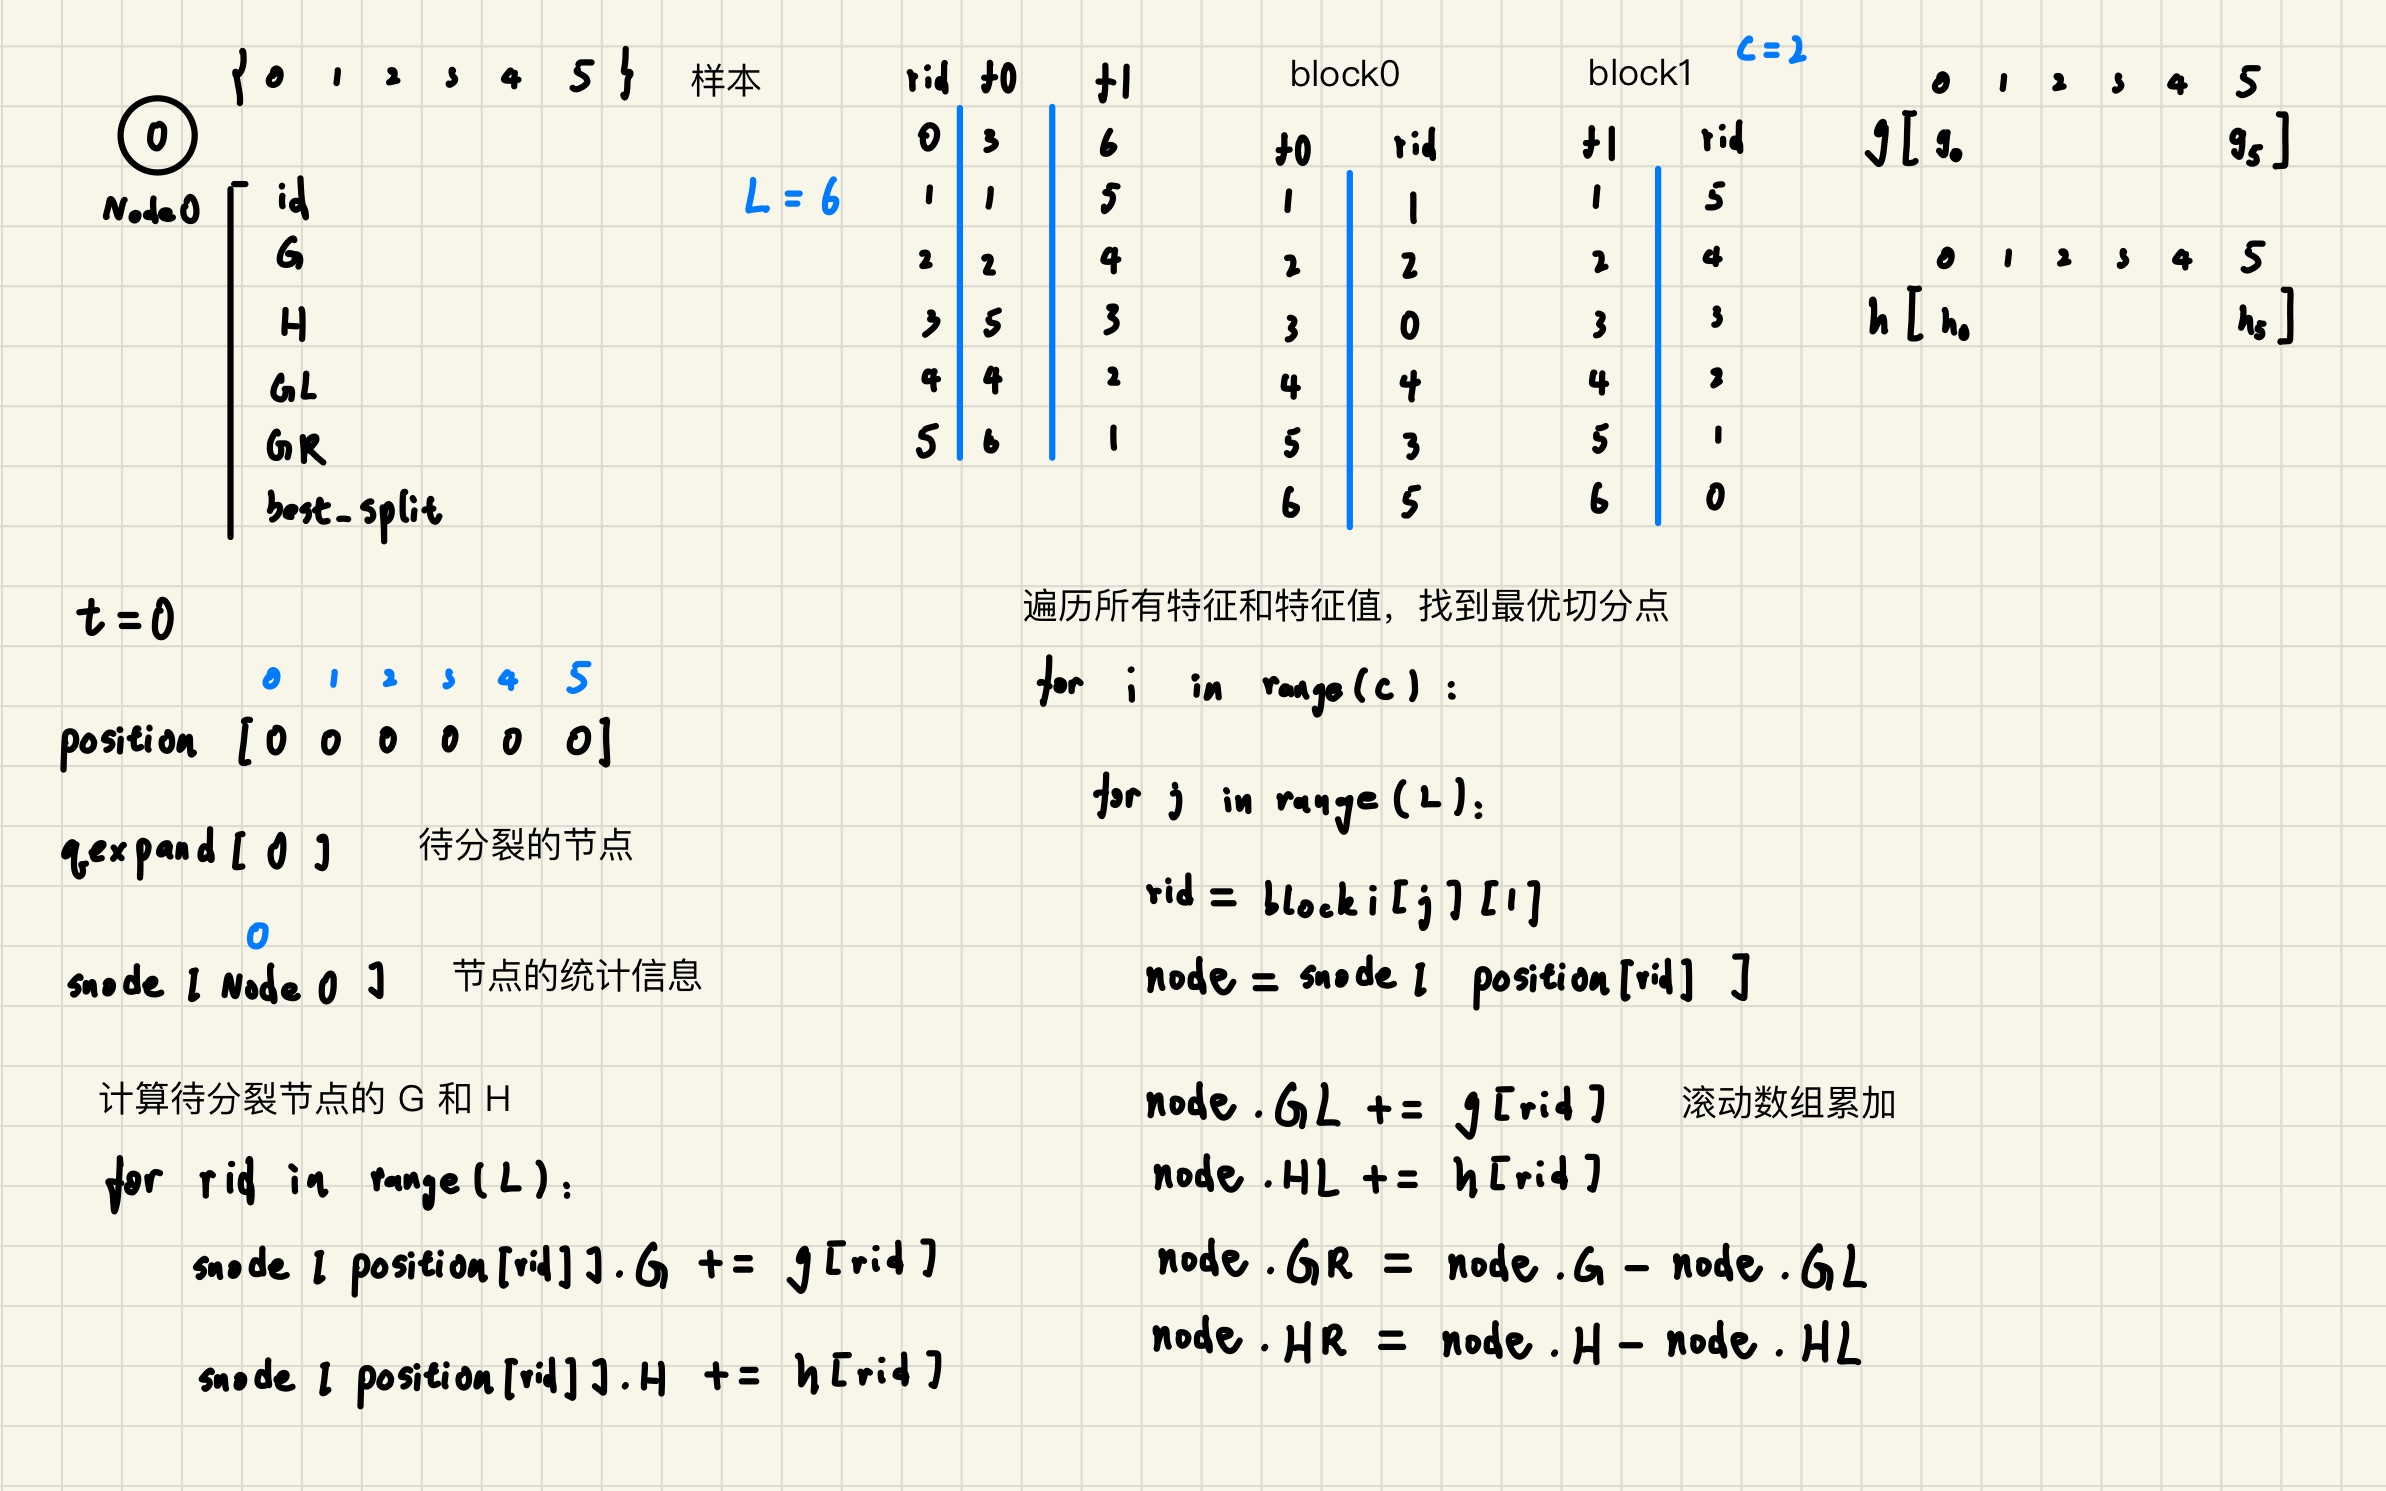 { 0 1 2 3 4 5 } 样本
0
Node0
id
G
H
GL
GR
best_split
L = 6
rid f0 f1
0 3 6
1 1 5
2 2 4
3 5 3
4 4 2
5 6 1
block0
f0 rid
1 1
2 2
3 0
4 4
5 3
6 5
block1
c=2
f1 rid
1 5
2 4
3 3
4 2
5 1
6 0
0 1 2 3 4 5
g [ g0 g5 ]
0 1 2 3 4 5
h [ h0 h5 ]
t = 0
0 1 2 3 4 5
position [ 0 0 0 0 0 0 ]
qexpand [ 0 ] 待分裂的节点
0
snode [ Node 0 ] 节点的统计信息
计算待分裂节点的 G 和 H
for rid in range(L):
snode [ position[rid] ].G += g[rid]
snode [ position[rid] ].H += h[rid]
遍历所有特征和特征值，找到最优切分点
for i in range(c):
for j in range(L):
rid = blocki[j][1]
node = snode [ position[rid] ]
node.GL += g[rid] 滚动数组累加
node.HL += h[rid]
node.GR = node.G - node.GL
node.HR = node.H - node.HL